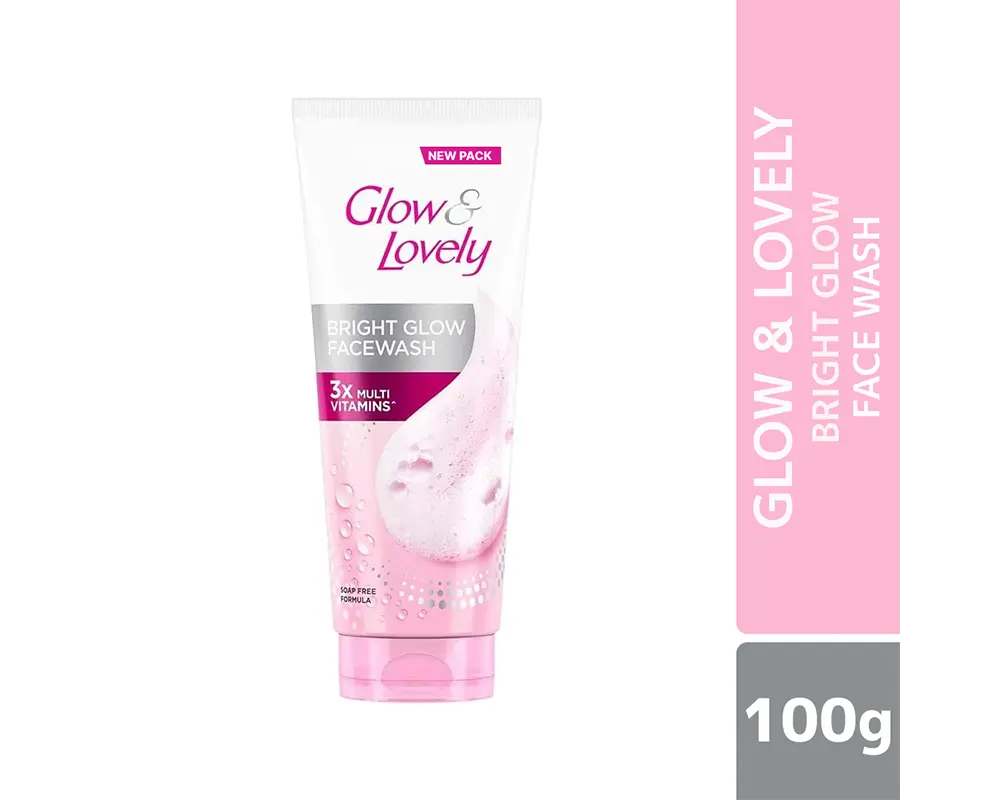 NEW PACK
Glow &
Lovely
BRIGHT GLOW
FACEWASH
3X MULTI
VITAMINS^
SOAP FREE
FORMULA
GLOW & LOVELY
BRIGHT GLOW
FACE WASH
100g